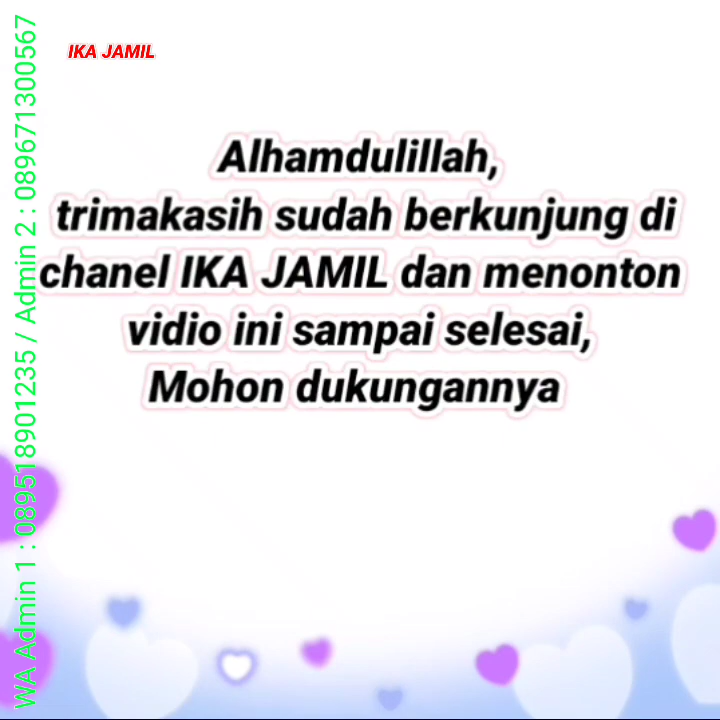 IKA JAMIL
Alhamdulillah,
trimakasih sudah berkunjung di
chanel IKA JAMIL dan menonton
vidio ini sampai selesai,
Mohon dukungannya
WA Admin 1 : 089518901235 / Admin 2 : 089671300567